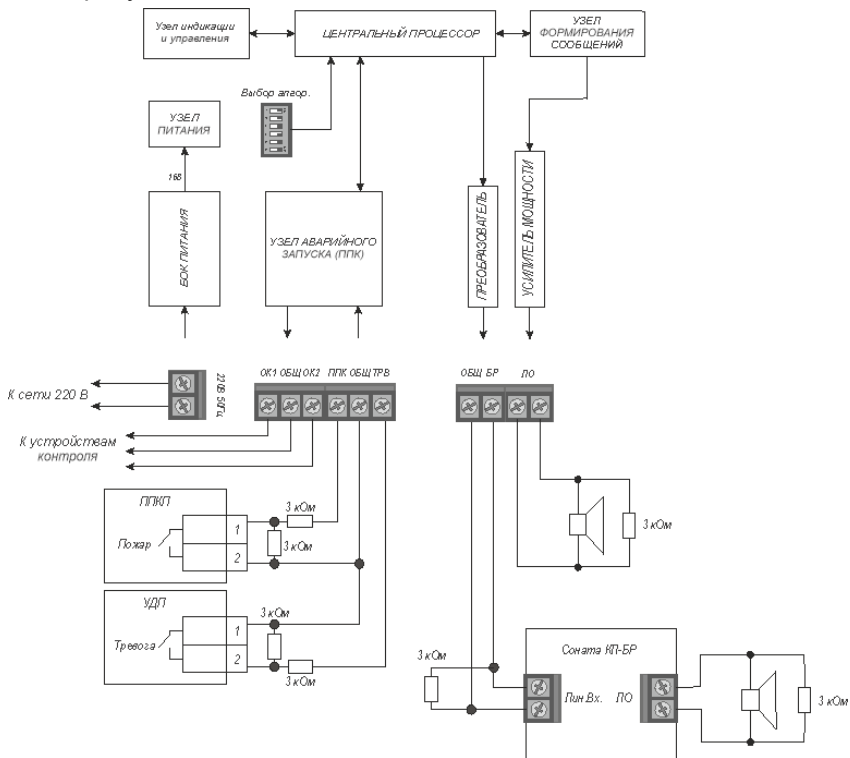 Узел индикации
и управления
ЦЕНТРАЛЬНЫЙ ПРОЦЕССОР
УЗЕЛ
ФОРМИРОВАНИЯ
СООБЩЕНИЙ
Выбор алгор.
УЗЕЛ
ПИТАНИЯ
16В
БОК ПИТАНИЯ
УЗЕЛ АВАРИЙНОГО
ЗАПУСКА (ППК)
ПРЕОБРАЗОВАТЕЛЬ
УСИЛИТЕЛЬ МОЩНОСТИ
ОК1 ОБЩ ОК2 ППК ОБЩ ТРВ
ОБЩ БР ЛО
220В 50Гц
К сети 220 В
К устройствам
контроля
ППКП
Пожар
1
2
3 кОм
3 кОм
3 кОм
УДП
Тревога
1
2
3 кОм
3 кОм
3 кОм
Соната КП-БР
Лин.Вх. ЛО
3 кОм